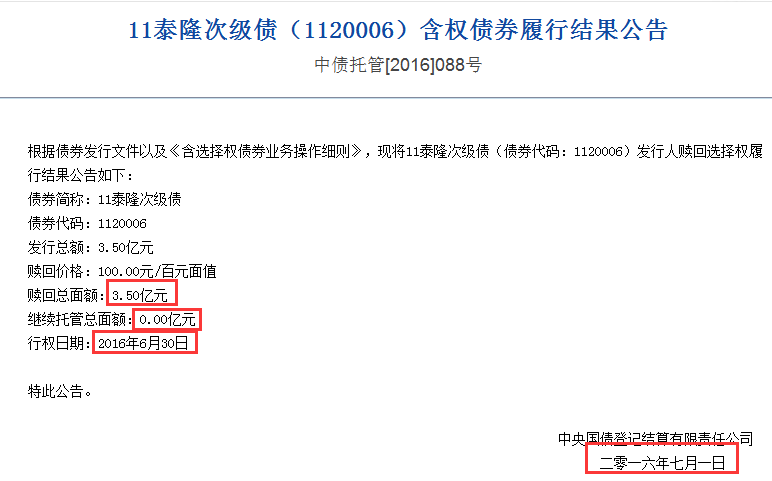 11泰隆次级债（1120006）含权债券履行结果公告
中债托管[2016]088号
根据债券发行文件以及《含选择权债券业务操作细则》，现将11泰隆次级债（债券代码：1120006）发行人赎回选择权履
行结果公告如下：
债券简称：11泰隆次级债
债券代码：1120006
发行总额：3.50亿元
赎回价格：100.00元/百元面值
赎回总面额：3.50亿元
继续托管总面额：0.00亿元
行权日期：2016年6月30日
特此公告。
中央国债登记结算有限责任公司
二零一六年七月一日